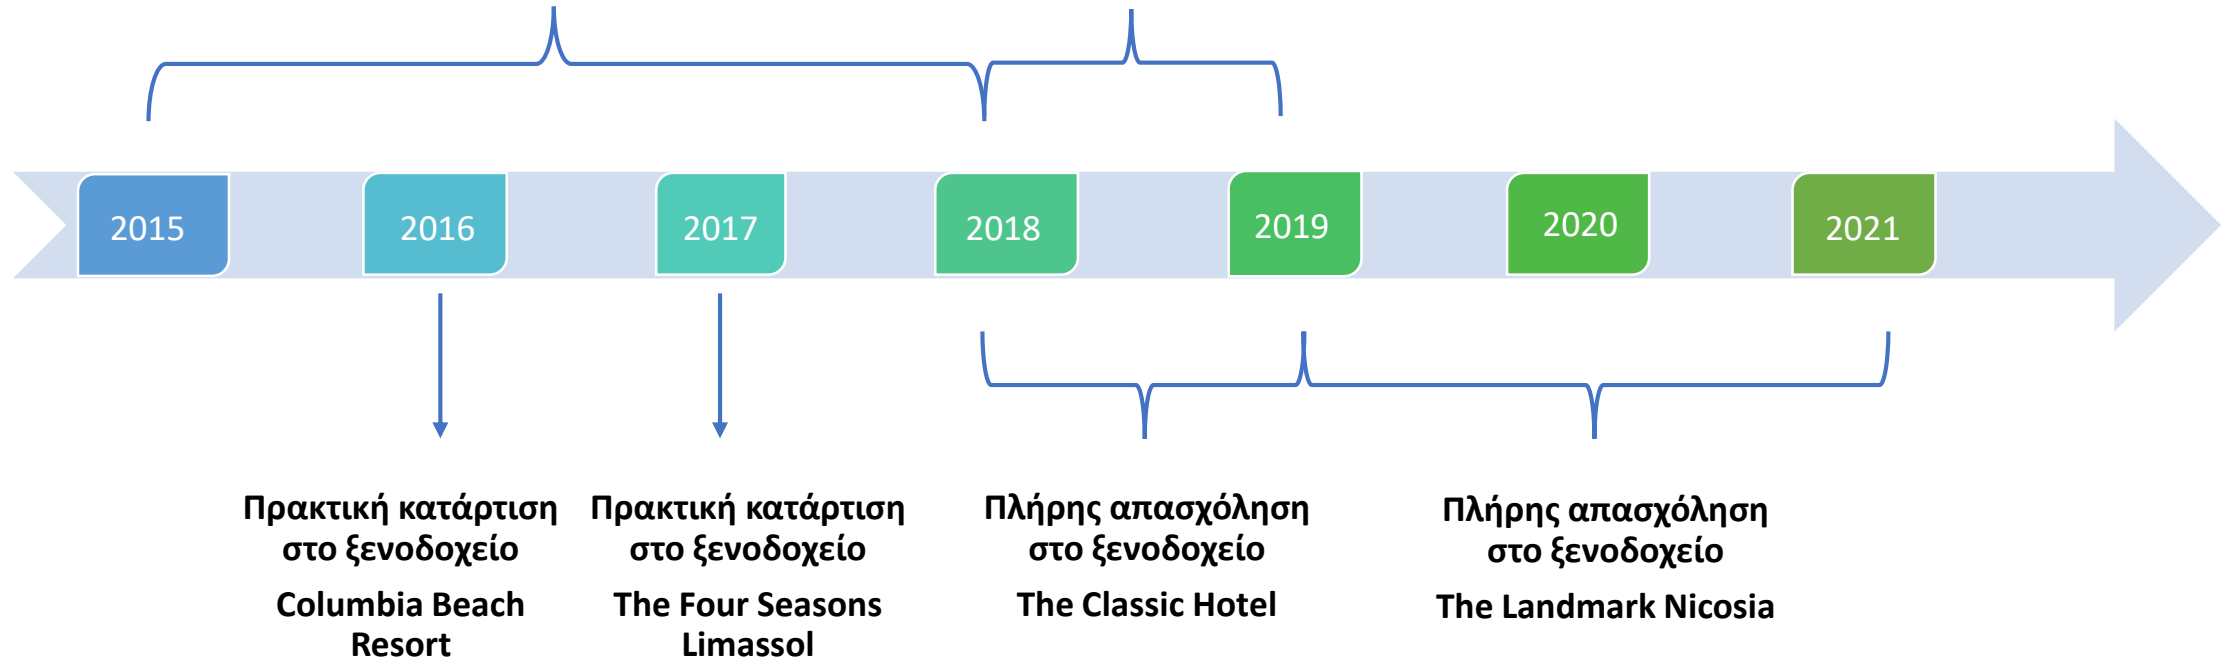 2015
2016
2017
2018
2019
2020
2021
Πρακτική κατάρτιση
στο ξενοδοχείο
Columbia Beach
Resort
Πρακτική κατάρτιση
στο ξενοδοχείο
The Four Seasons
Limassol
Πλήρης απασχόληση
στο ξενοδοχείο
The Classic Hotel
Πλήρης απασχόληση
στο ξενοδοχείο
The Landmark Nicosia